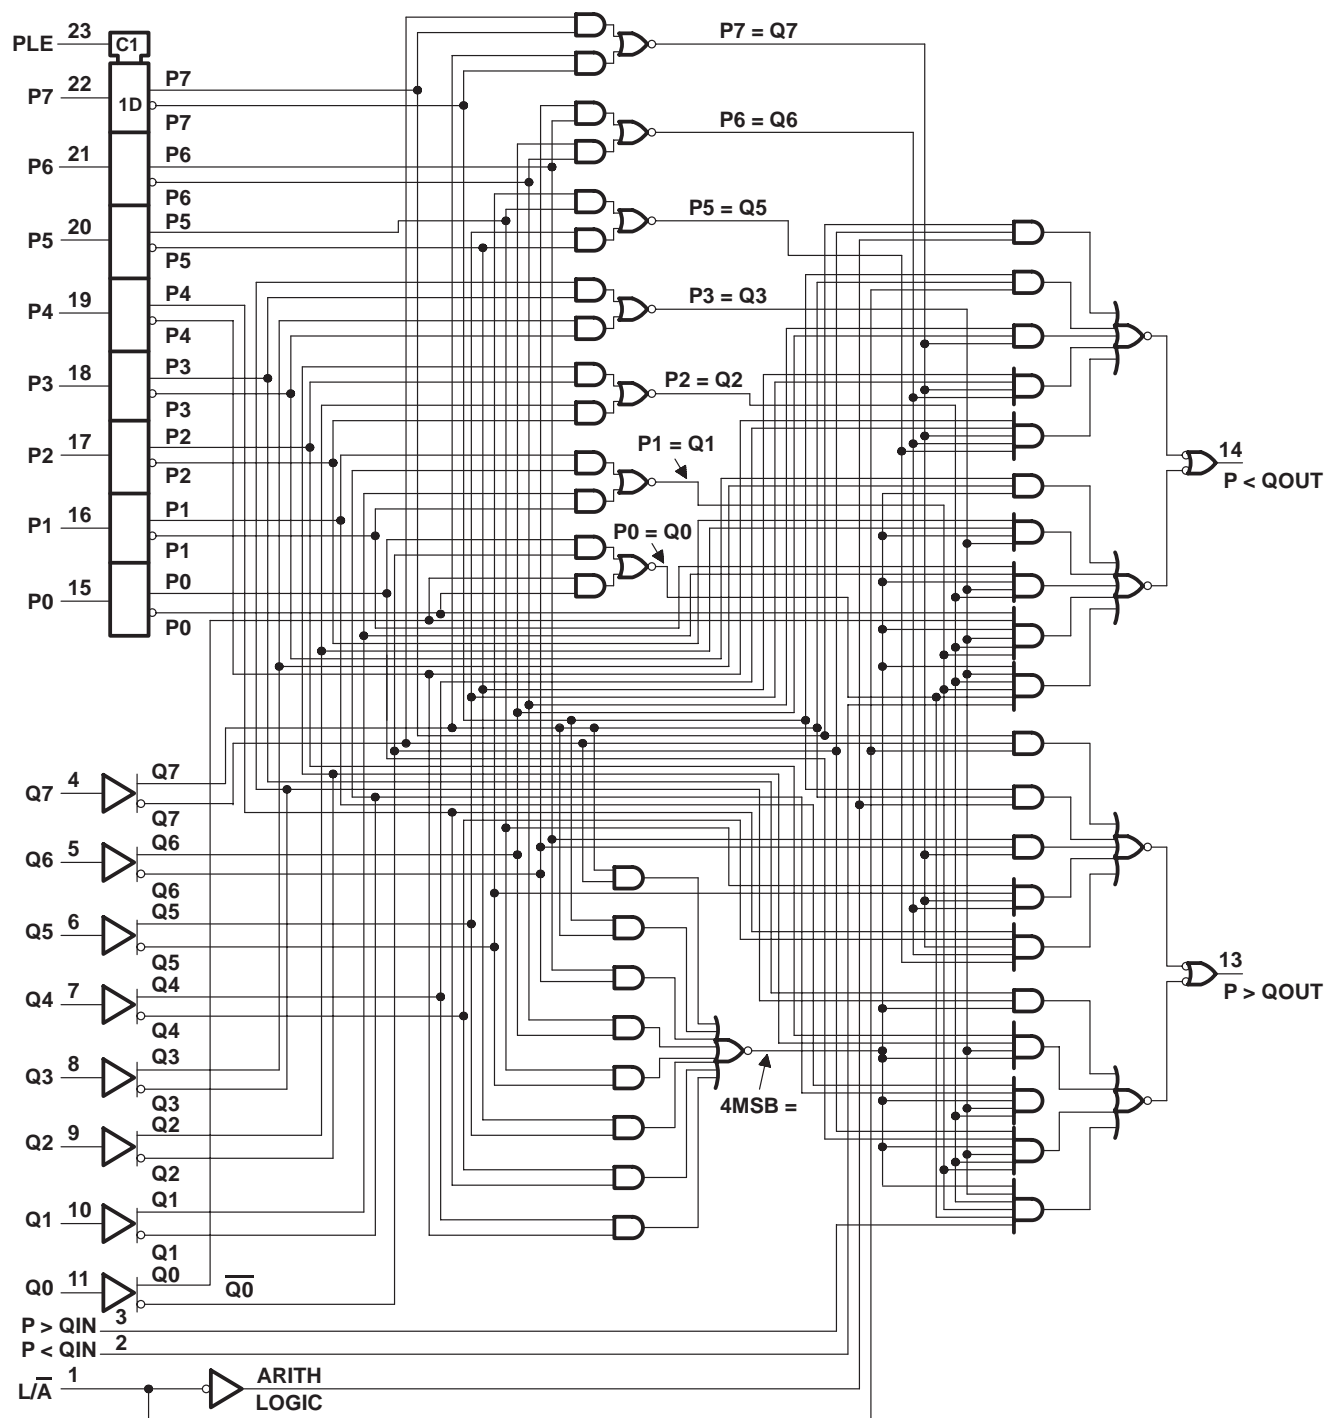 PLE 23
C1
P7 22
1D
P7
P7
P6 21
P6
P6
P5 20
P5
P5
P4 19
P4
P4
P3 18
P3
P3
P2 17
P2
P2
P1 16
P1
P1
P0 15
P0
P0
P7 = Q7
P6 = Q6
P5 = Q5
P3 = Q3
P2 = Q2
P1 = Q1
P0 = Q0
14
P < QOUT
Q7 4
Q7
Q7
Q6 5
Q6
Q6
Q5 6
Q5
Q5
Q4 7
Q4
Q4
Q3 8
Q3
Q3
Q2 9
Q2
Q2
Q1 10
Q1
Q1
Q0 11
Q0
Q0
4MSB =
13
P > QOUT
P > QIN 3
P < QIN 2
L/A 1
ARITH
LOGIC